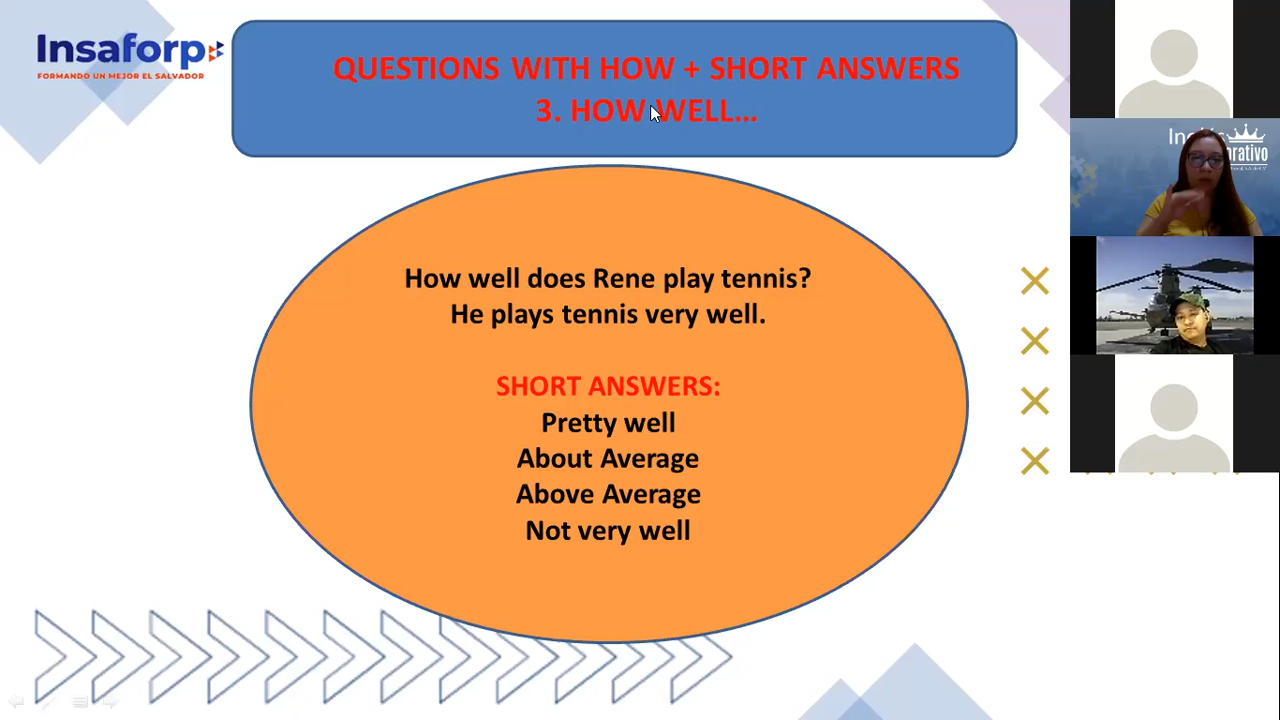 Insaforp
FORMANDO UN MEJOR EL SALVADOR
QUESTIONS WITH HOW + SHORT ANSWERS
3. HOW WELL...
How well does Rene play tennis?
He plays tennis very well.
SHORT ANSWERS:
Pretty well
About Average
Above Average
Not very well